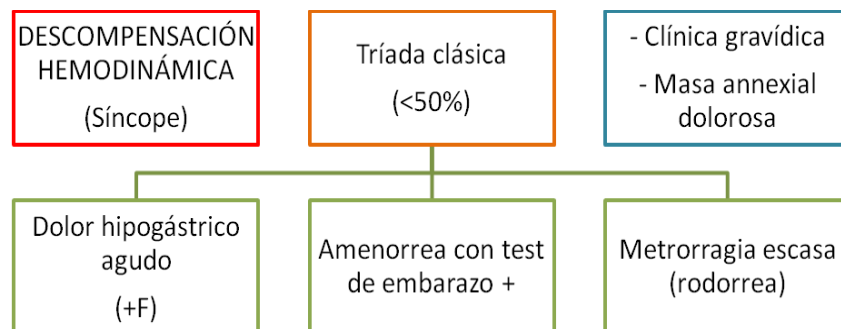 DESCOMPENSACIÓN
HEMODINÁMICA
(Síncope)
Tríada clásica
(<50%)
- Clínica gravídica
- Masa annexial
dolorosa
Dolor hipogástrico
agudo
(+F)
Amenorrea con test
de embarazo +
Metrorragia escasa
(rodorrea)